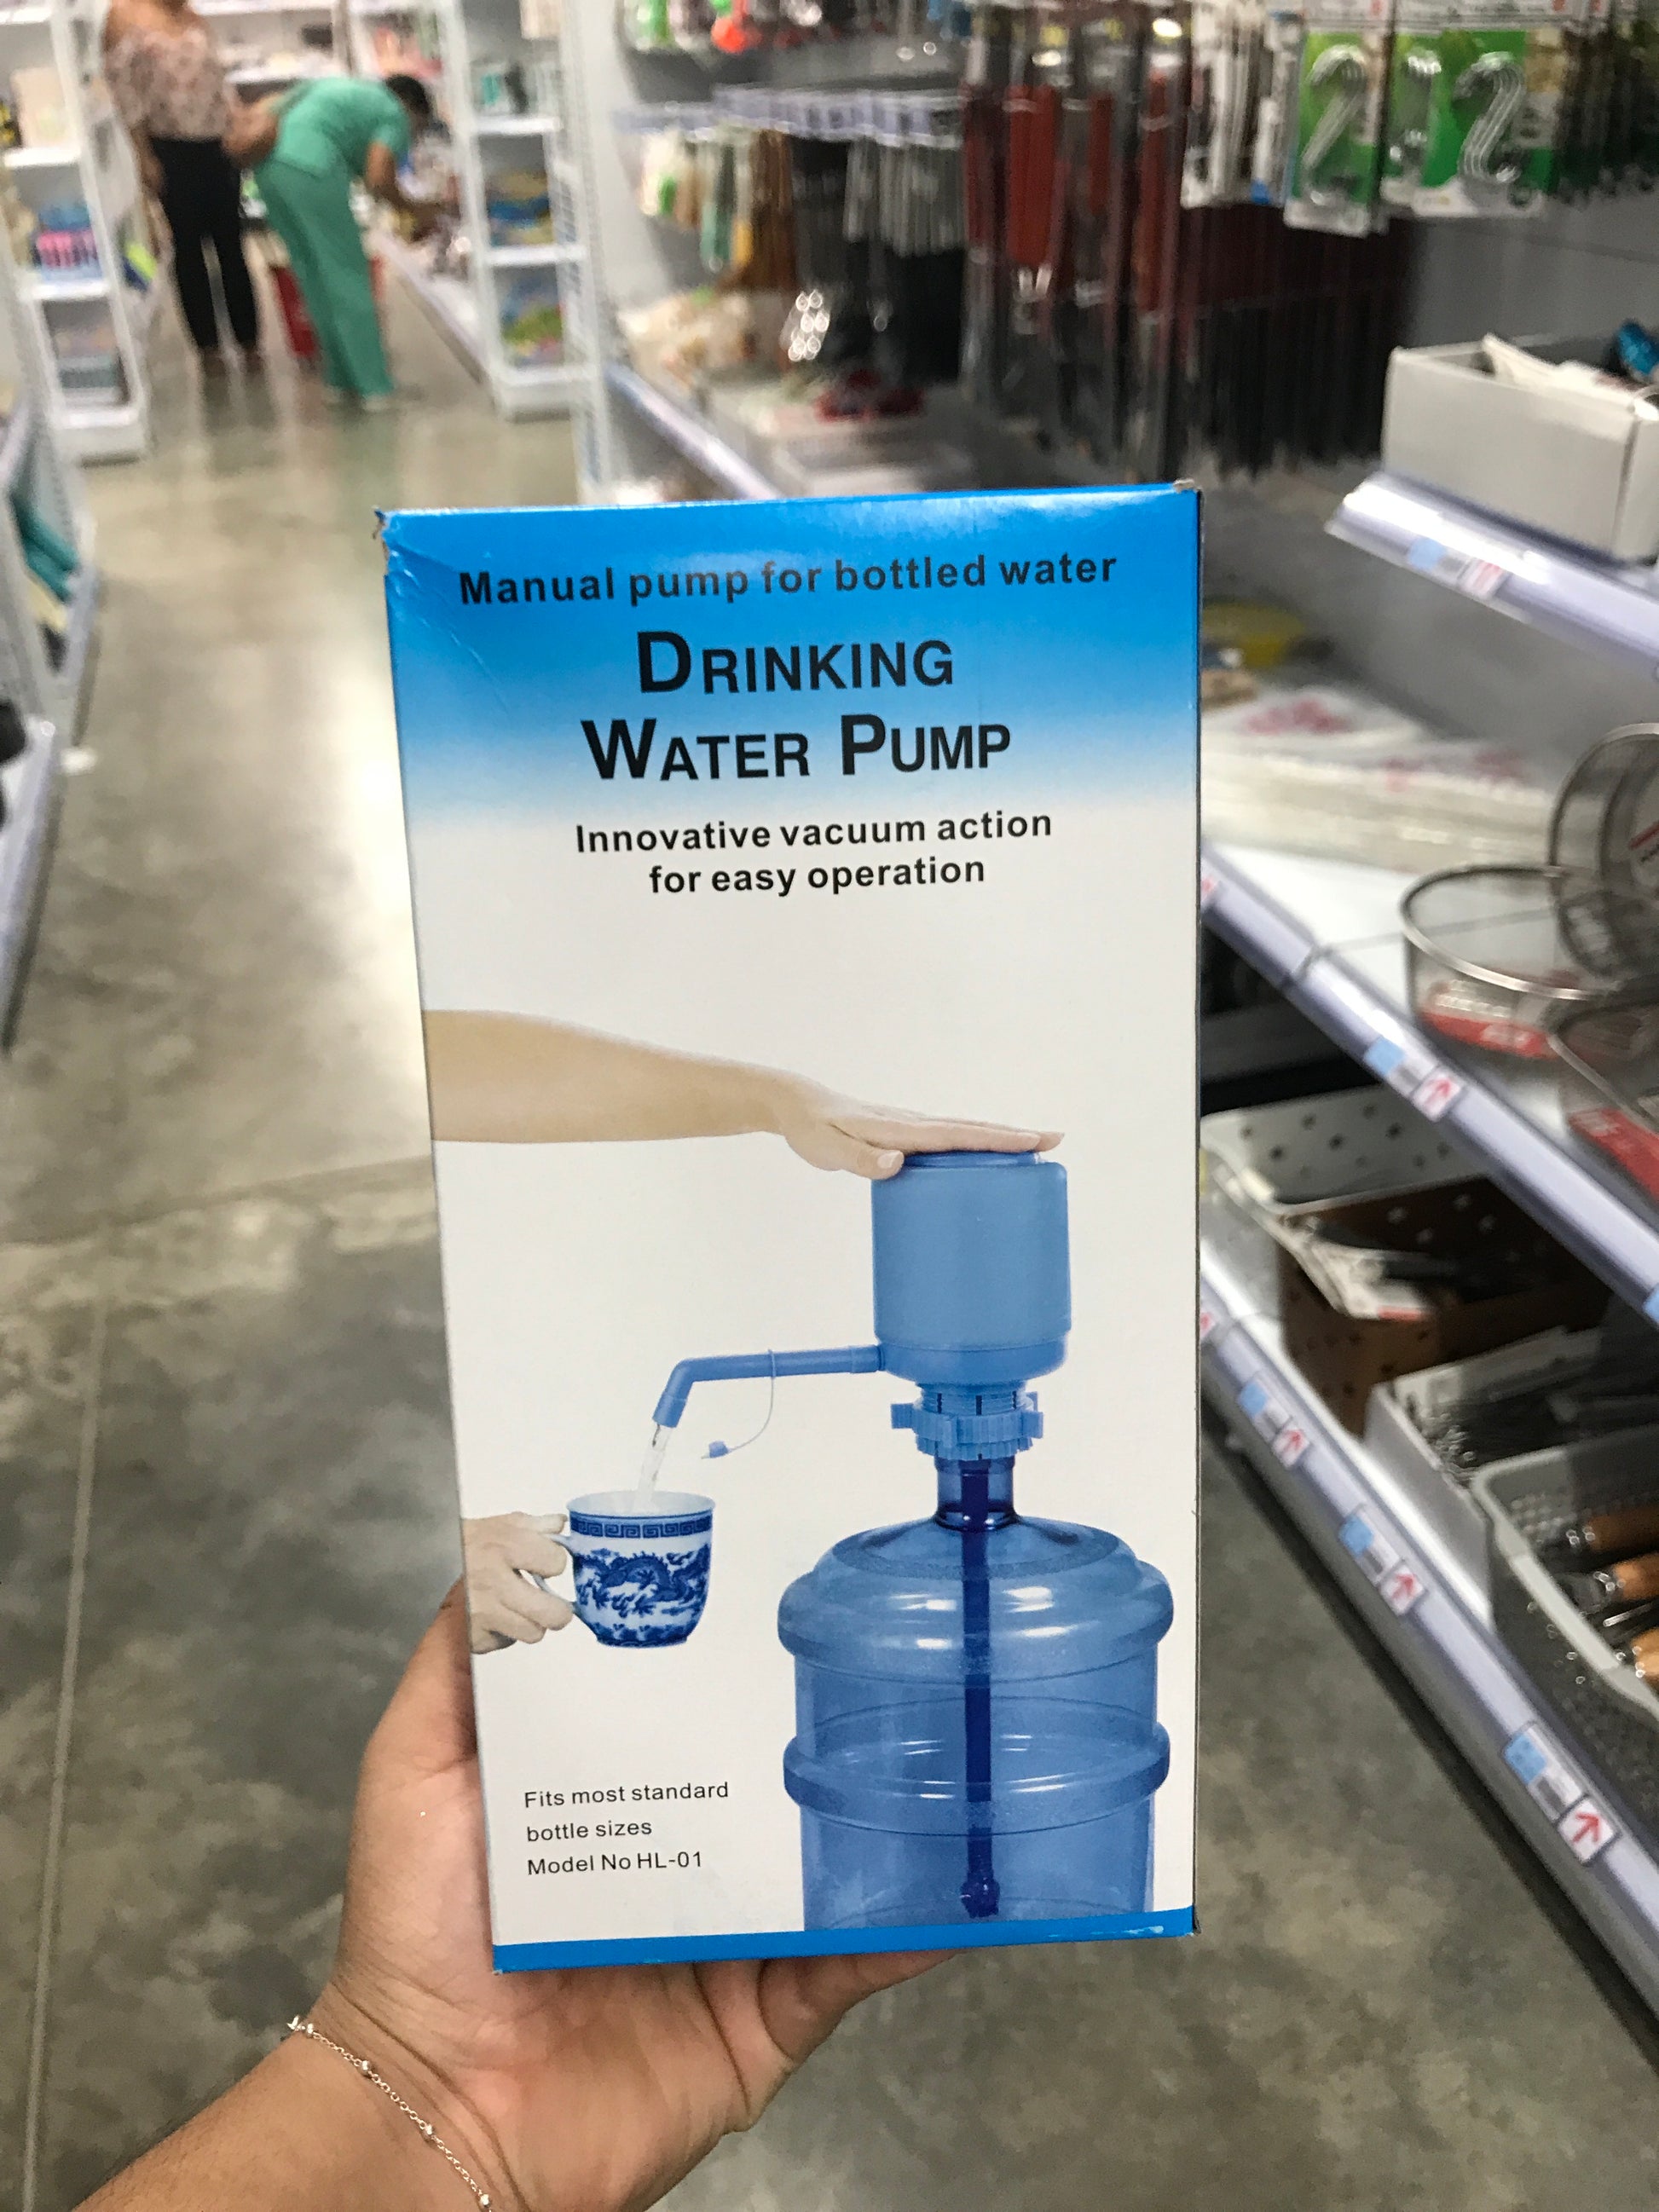 Manual pump for bottled water
DRINKING
WATER PUMP
Innovative vacuum action
for easy operation
Fits most standard
bottle sizes
Model No HL-01